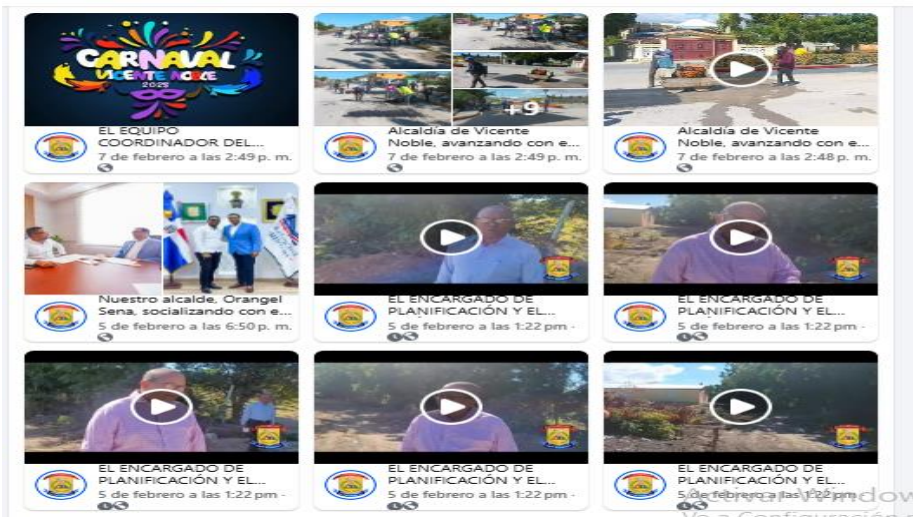 CARNAVAL
VICENTE NOBLE
2025
EL EQUIPO
COORDINADOR DEL...
7 de febrero a las 2:49 p. m.
+9
Alcaldía de Vicente
Noble, avanzando con e...
7 de febrero a las 2:49 p. m.
Alcaldía de Vicente
Noble, avanzando con e...
7 de febrero a las 2:48 p. m.
Nuestro alcalde, Orangel
Sena, socializando con e...
5 de febrero a las 6:50 p. m.
EL ENCARGADO DE
PLANIFICACIÓN Y EL...
5 de febrero a las 1:22 pm ·
EL ENCARGADO DE
PLANIFICACIÓN Y EL...
5 de febrero a las 1:22 pm ·
EL ENCARGADO DE
PLANIFICACIÓN Y EL...
5 de febrero a las 1:22 pm ·
EL ENCARGADO DE
PLANIFICACIÓN Y EL...
5 de febrero a las 1:22 pm ·
EL ENCARGADO DE
PLANIFICACIÓN Y EL...
5 de febrero a las 1:22 pm ·
Activar Window
Ve a Configuración